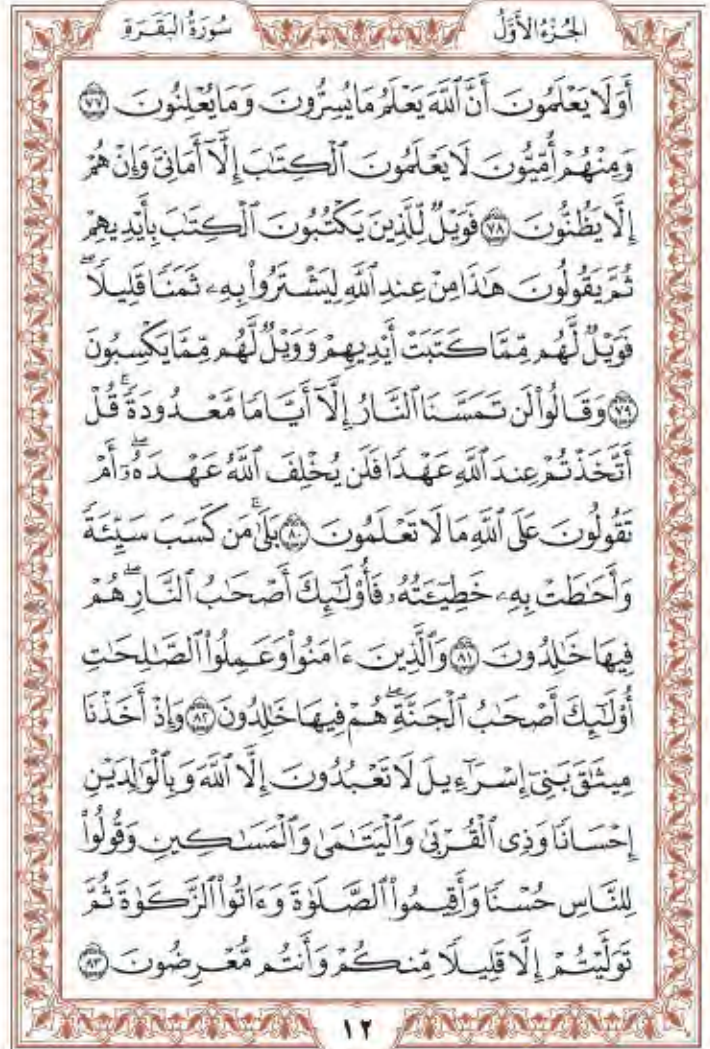 الجُزْءُ الأَوَّلُ سُورَةُ البَقَرَةِ
أَوَلَا يَعْلَمُونَ أَنَّ ٱللَّهَ يَعْلَمُ مَا يُسِرُّونَ وَمَا يُعْلِنُونَ ٧٧
وَمِنْهُمْ أُمِّيُّونَ لَا يَعْلَمُونَ ٱلْكِتَٰبَ إِلَّآ أَمَانِيَّ وَإِنْ هُمْ
إِلَّا يَظُنُّونَ ٧٨ فَوَيْلٌ لِّلَّذِينَ يَكْتُبُونَ ٱلْكِتَٰبَ بِأَيْدِيهِمْ
ثُمَّ يَقُولُونَ هَٰذَا مِنْ عِندِ ٱللَّهِ لِيَشْتَرُوا۟ بِهِۦ ثَمَنًا قَلِيلًاۖ
فَوَيْلٌ لَّهُم مِّمَّا كَتَبَتْ أَيْدِيهِمْ وَوَيْلٌ لَّهُم مِّمَّا يَكْسِبُونَ
٧٩ وَقَالُوا۟ لَن تَمَسَّنَا ٱلنَّارُ إِلَّآ أَيَّامًا مَّعْدُودَةًۚ قُلْ
أَتَّخَذْتُمْ عِندَ ٱللَّهِ عَهْدًا فَلَن يُخْلِفَ ٱللَّهُ عَهْدَهُۥٓۖ أَمْ
تَقُولُونَ عَلَى ٱللَّهِ مَا لَا تَعْلَمُونَ ٨٠ بَلَىٰۚ مَن كَسَبَ سَيِّئَةً
وَأَحَٰطَتْ بِهِۦ خَطِيٓـَٔتُهُۥ فَأُو۟لَٰٓئِكَ أَصْحَٰبُ ٱلنَّارِۖ هُمْ
فِيهَا خَٰلِدُونَ ٨١ وَٱلَّذِينَ ءَامَنُوا۟ وَعَمِلُوا۟ ٱلصَّٰلِحَٰتِ
أُو۟لَٰٓئِكَ أَصْحَٰبُ ٱلْجَنَّةِۖ هُمْ فِيهَا خَٰلِدُونَ ٨٢ وَإِذْ أَخَذْنَا
مِيثَٰقَ بَنِىٓ إِسْرَٰٓءِيلَ لَا تَعْبُدُونَ إِلَّا ٱللَّهَ وَبِٱلْوَٰلِدَيْنِ
إِحْسَانًا وَذِى ٱلْقُرْبَىٰ وَٱلْيَتَٰمَىٰ وَٱلْمَسَٰكِينِ وَقُولُوا۟
لِلنَّاسِ حُسْنًا وَأَقِيمُوا۟ ٱلصَّلَوٰةَ وَءَاتُوا۟ ٱلزَّكَوٰةَ ثُمَّ
تَوَلَّيْتُمْ إِلَّا قَلِيلًا مِّنكُمْ وَأَنتُم مُّعْرِضُونَ ٨٣
١٢